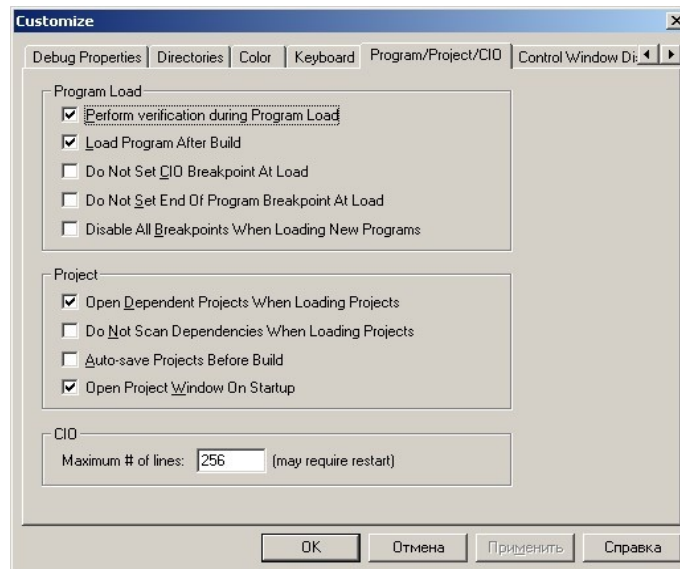 Customize
Debug Properties Directories Color Keyboard Program/Project/CIO Control Window Di
Program Load
Perform verification during Program Load
Load Program After Build
Do Not Set CIO Breakpoint At Load
Do Not Set End Of Program Breakpoint At Load
Disable All Breakpoints When Loading New Programs
Project
Open Dependent Projects When Loading Projects
Do Not Scan Dependencies When Loading Projects
Auto-save Projects Before Build
Open Project Window On Startup
CIO
Maximum # of lines: 256 (may require restart)
OK Отмена Применить Справка